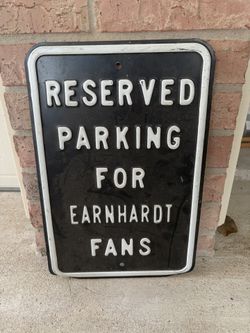 RESERVED
PARKING
FOR
EARNHARDT
FANS